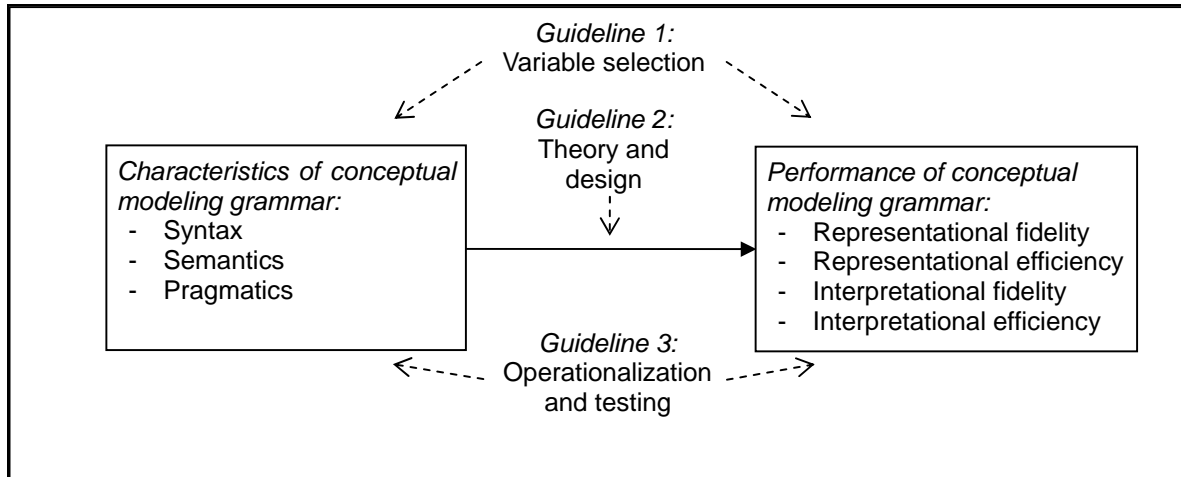 Guideline 1:
Variable selection
Guideline 2:
Theory and
design
Characteristics of conceptual
modeling grammar:
- Syntax
- Semantics
- Pragmatics
Performance of conceptual
modeling grammar:
- Representational fidelity
- Representational efficiency
- Interpretational fidelity
- Interpretational efficiency
Guideline 3:
Operationalization
and testing